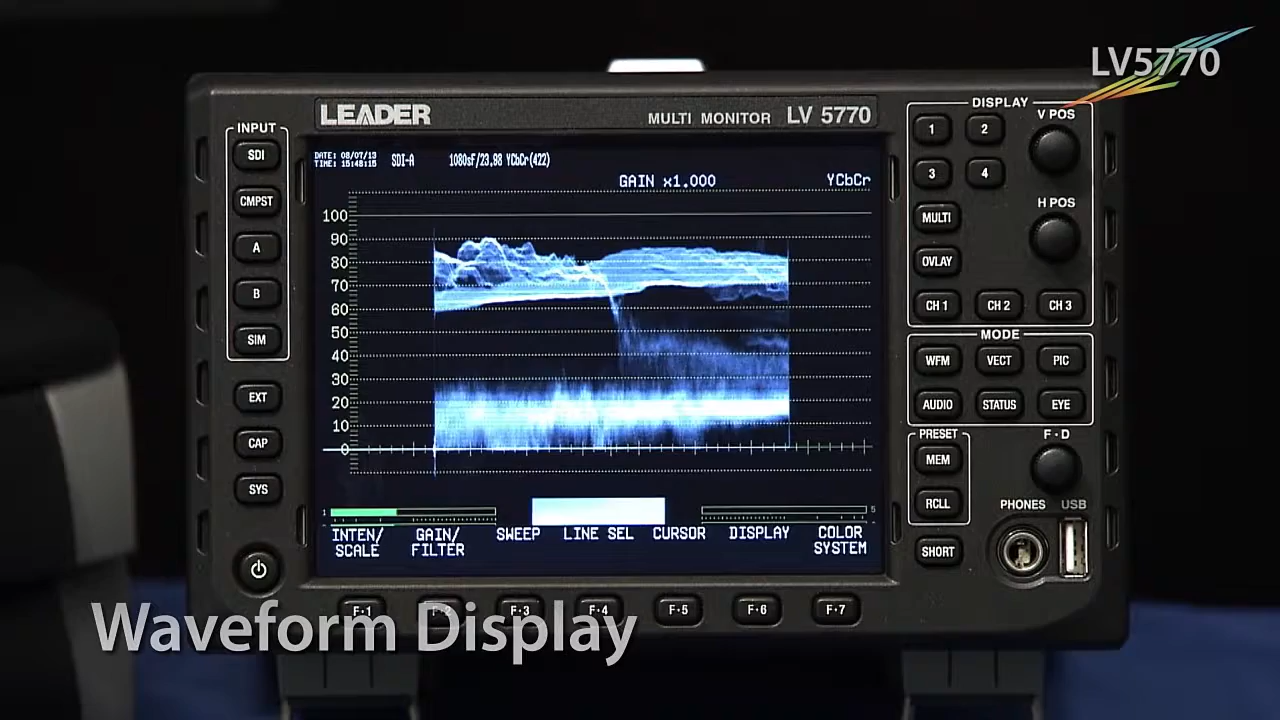 LV5770
LEADER
MULTI MONITOR LV 5770
INPUT
SDI
CMPST
A
B
SIM
EXT
CAP
SYS
DATE: 08/07/13
TIME: 15:48:15
SDI-A
1080sF/23.98 YCbCr(422)
GAIN x1.000
YCbCr
100
90
80
70
60
50
40
30
20
10
0
1
5
INTEN/
SCALE
GAIN/
FILTER
SWEEP
LINE SEL
CURSOR
DISPLAY
COLOR
SYSTEM
F•1
F•2
F•3
F•4
F•5
F•6
F•7
DISPLAY
1
2
V POS
3
4
MULTI
H POS
OVLAY
CH 1
CH 2
CH 3
MODE
WFM
VECT
PIC
AUDIO
STATUS
EYE
PRESET
F•D
MEM
RCLL
PHONES
USB
SHORT
Waveform Display